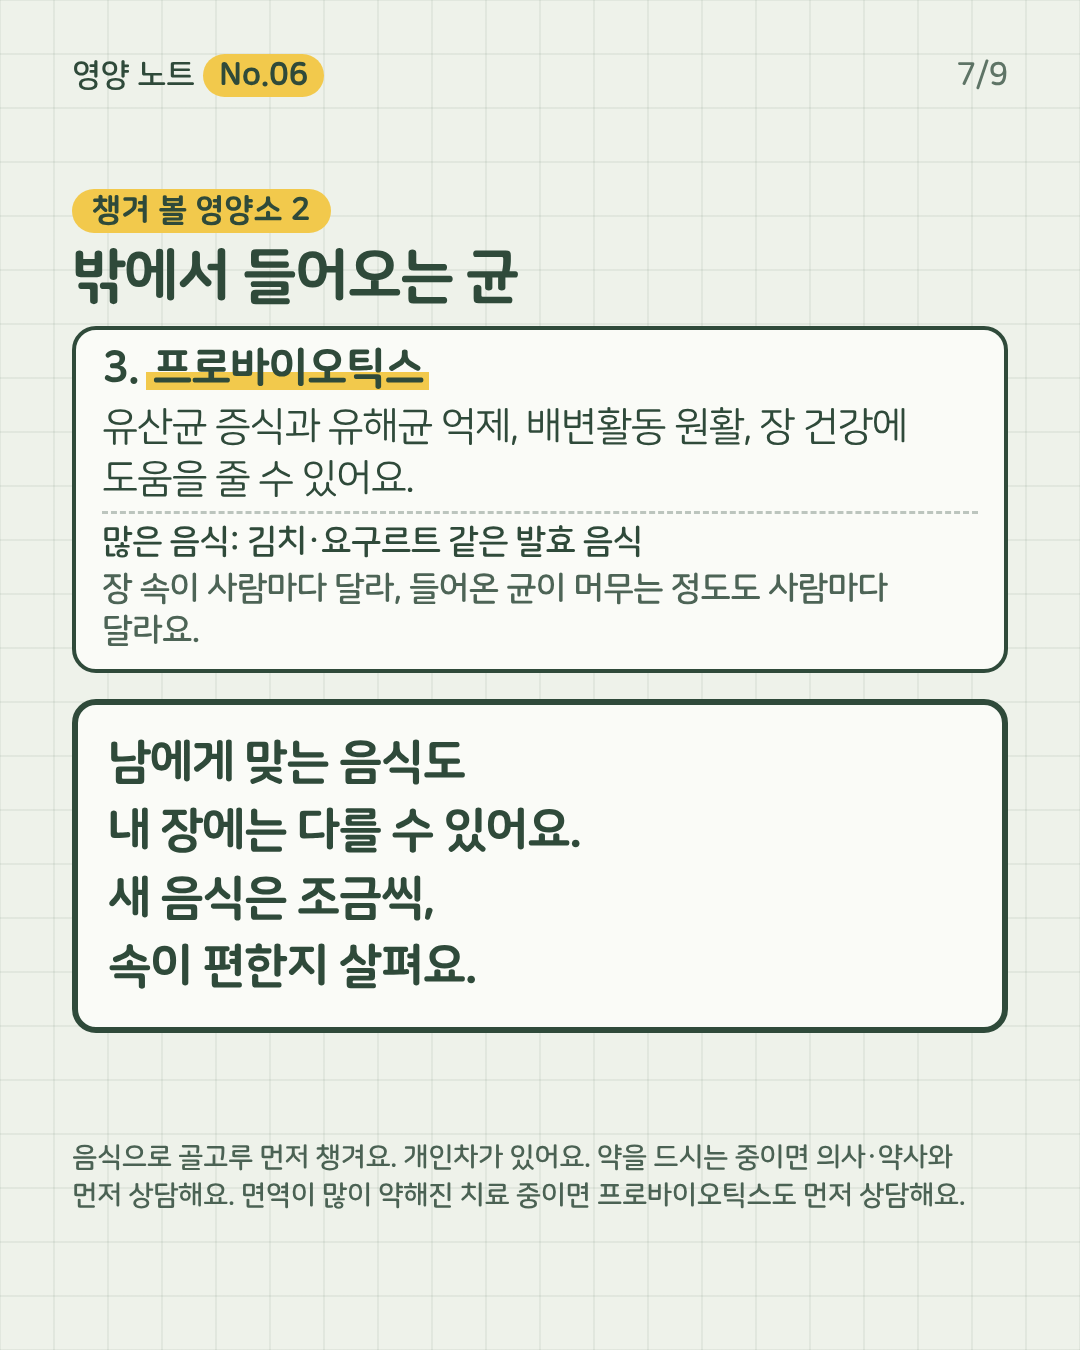 영양 노트 No.06
7/9
챙겨 볼 영양소 2
밖에서 들어오는 균
3. 프로바이오틱스
유산균 증식과 유해균 억제, 배변활동 원활, 장 건강에
도움을 줄 수 있어요.
많은 음식: 김치·요구르트 같은 발효 음식
장 속이 사람마다 달라, 들어온 균이 머무는 정도도 사람마다
달라요.
남에게 맞는 음식도
내 장에는 다를 수 있어요.
새 음식은 조금씩,
속이 편한지 살펴요.
음식으로 골고루 먼저 챙겨요. 개인차가 있어요. 약을 드시는 중이면 의사·약사와
먼저 상담해요. 면역이 많이 약해진 치료 중이면 프로바이오틱스도 먼저 상담해요.